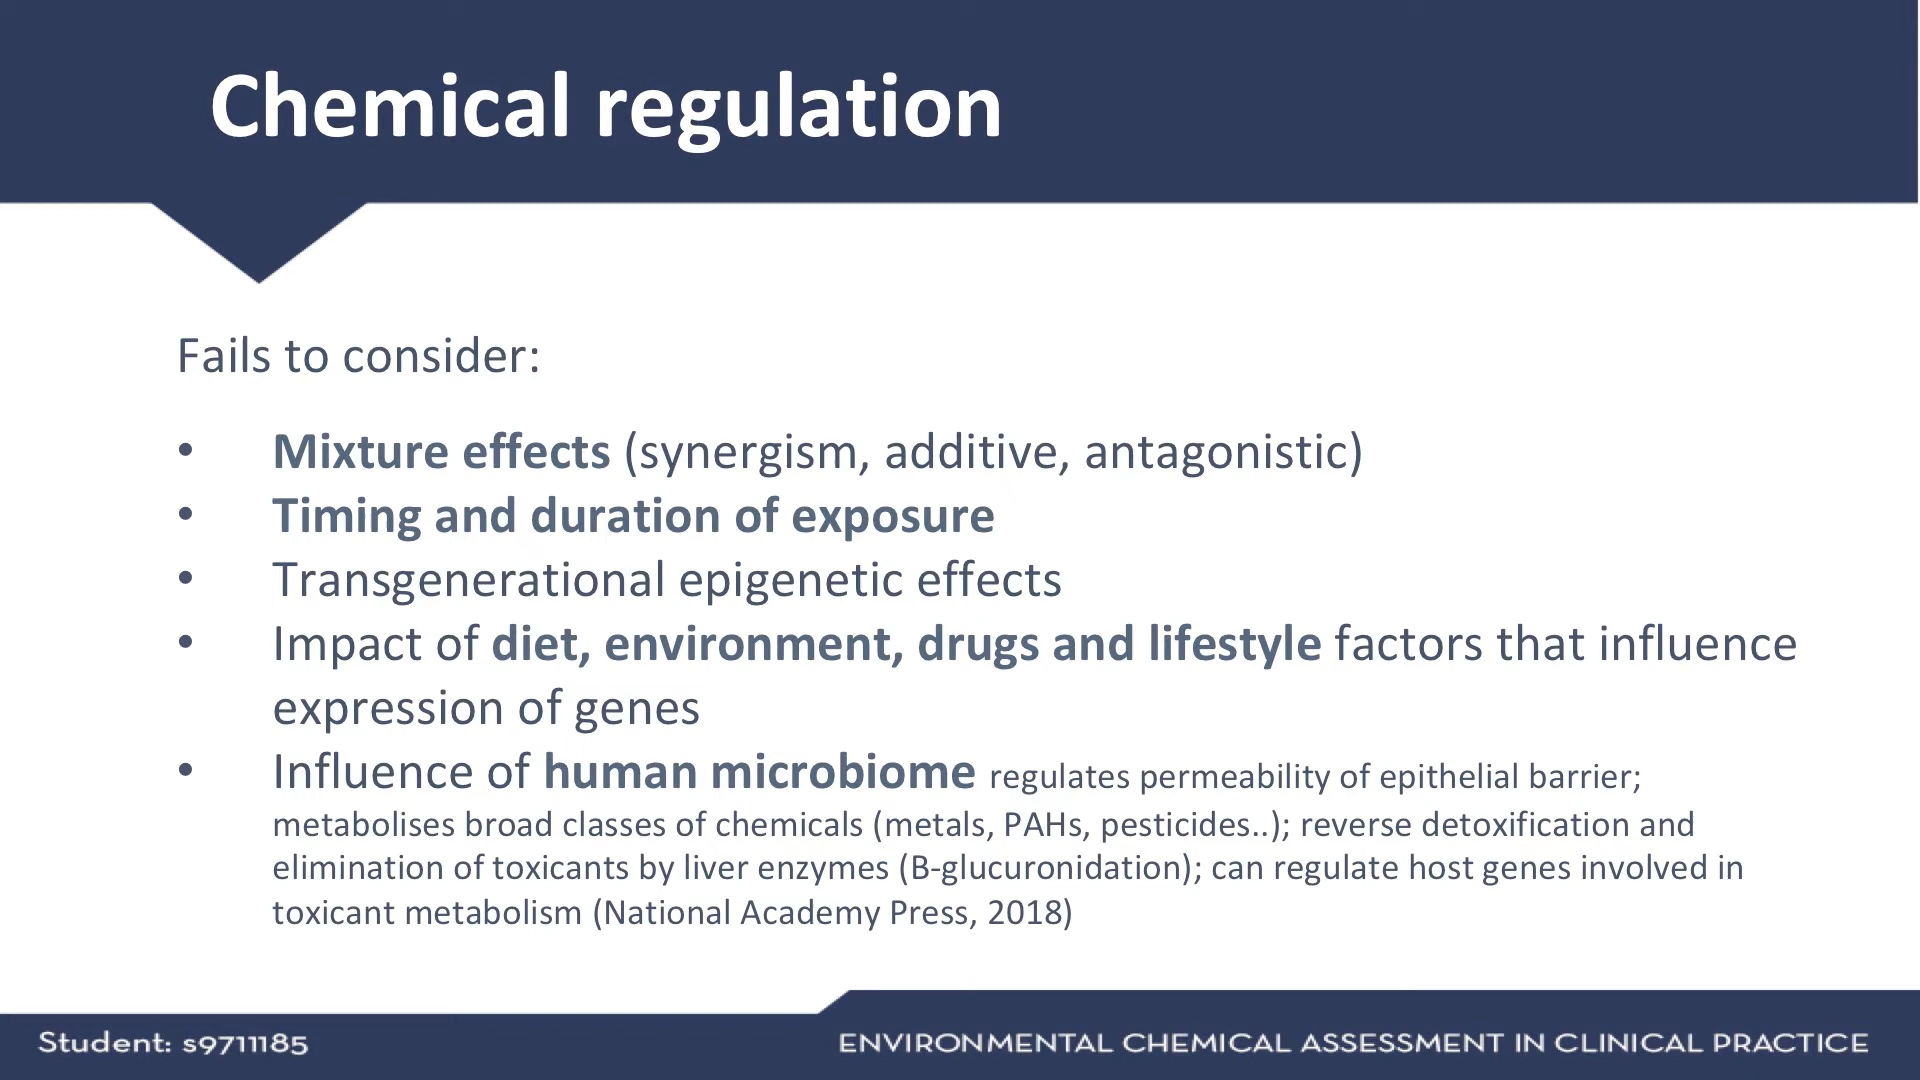 Chemical regulation
Fails to consider:
• Mixture effects (synergism, additive, antagonistic)
• Timing and duration of exposure
• Transgenerational epigenetic effects
• Impact of diet, environment, drugs and lifestyle factors that influence
expression of genes
• Influence of human microbiome regulates permeability of epithelial barrier;
metabolises broad classes of chemicals (metals, PAHs, pesticides..); reverse detoxification and
elimination of toxicants by liver enzymes (B-glucuronidation); can regulate host genes involved in
toxicant metabolism (National Academy Press, 2018)
Student: s9711185
ENVIRONMENTAL CHEMICAL ASSESSMENT IN CLINICAL PRACTICE